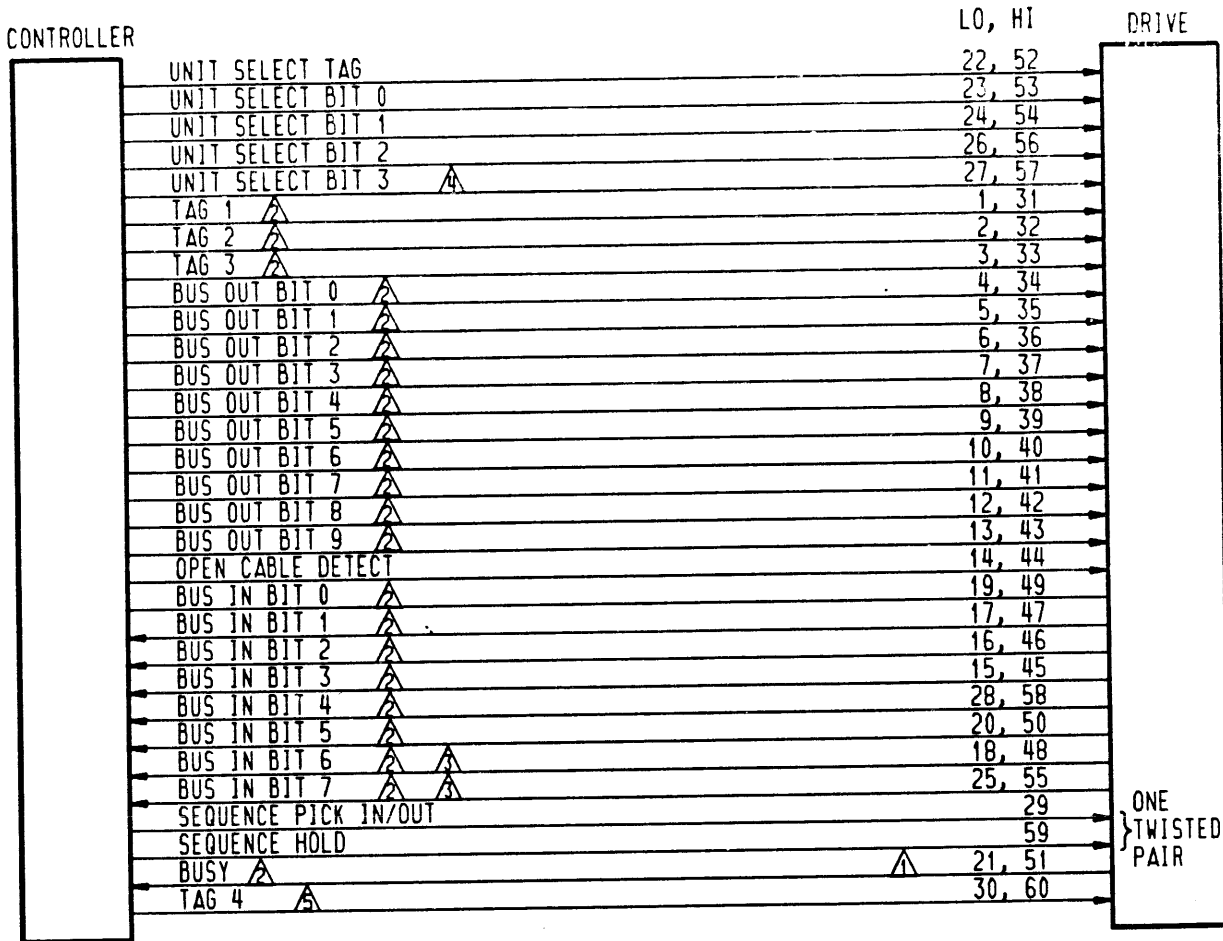 LO, HI
CONTROLLER DRIVE
UNIT SELECT TAG 22, 52
UNIT SELECT BIT 0 23, 53
UNIT SELECT BIT 1 24, 54
UNIT SELECT BIT 2 26, 56
UNIT SELECT BIT 3 4 27, 57
TAG 1 2 1, 31
TAG 2 2 2, 32
TAG 3 2 3, 33
BUS OUT BIT 0 2 4, 34
BUS OUT BIT 1 2 5, 35
BUS OUT BIT 2 2 6, 36
BUS OUT BIT 3 2 7, 37
BUS OUT BIT 4 2 8, 38
BUS OUT BIT 5 2 9, 39
BUS OUT BIT 6 2 10, 40
BUS OUT BIT 7 2 11, 41
BUS OUT BIT 8 2 12, 42
BUS OUT BIT 9 2 13, 43
OPEN CABLE DETECT 14, 44
BUS IN BIT 0 2 19, 49
BUS IN BIT 1 2 17, 47
BUS IN BIT 2 2 16, 46
BUS IN BIT 3 2 15, 45
BUS IN BIT 4 2 28, 58
BUS IN BIT 5 2 20, 50
BUS IN BIT 6 2 3 18, 48
BUS IN BIT 7 2 3 25, 55
SEQUENCE PICK IN/OUT 29
SEQUENCE HOLD 59
ONE
TWISTED
PAIR
BUSY 2 1 21, 51
TAG 4 5 30, 60